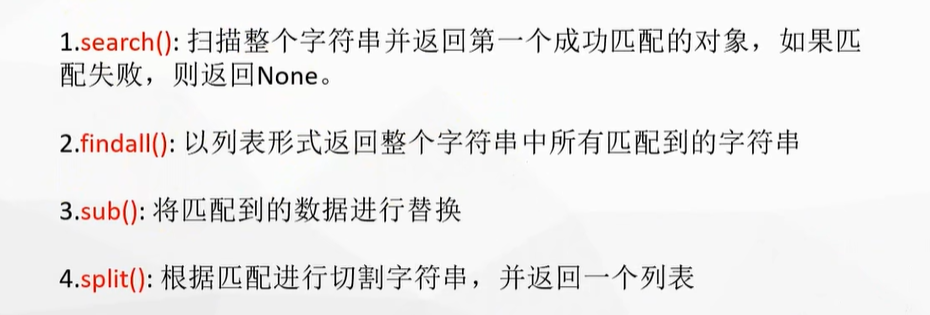 1.search(): 扫描整个字符串并返回第一个成功匹配的对象，如果匹
配失败，则返回None。
2.findall(): 以列表形式返回整个字符串中所有匹配到的字符串
3.sub(): 将匹配到的数据进行替换
4.split(): 根据匹配进行切割字符串，并返回一个列表